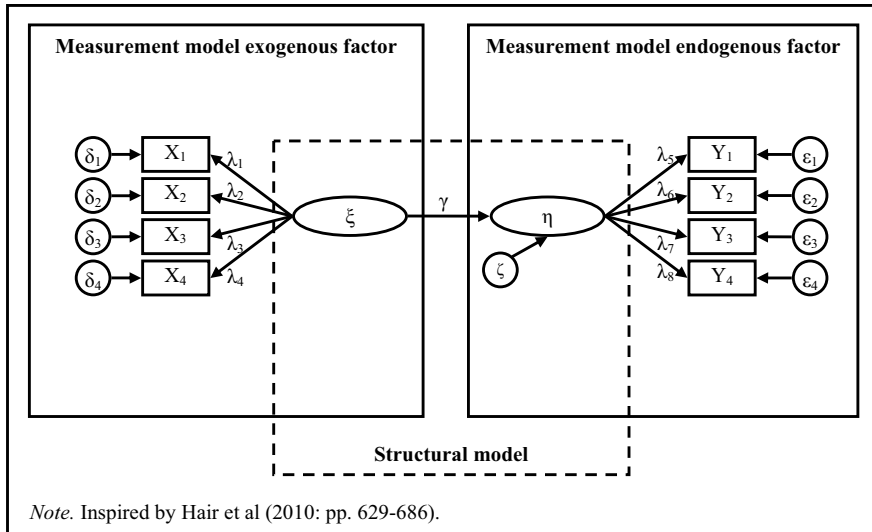 Measurement model exogenous factor
Measurement model endogenous factor
δ1 X1 λ1
δ2 X2 λ2
δ3 X3 λ3
δ4 X4 λ4
ξ γ η
ζ
λ5 Y1 ε1
λ6 Y2 ε2
λ7 Y3 ε3
λ8 Y4 ε4
Structural model
Note. Inspired by Hair et al (2010: pp. 629-686).